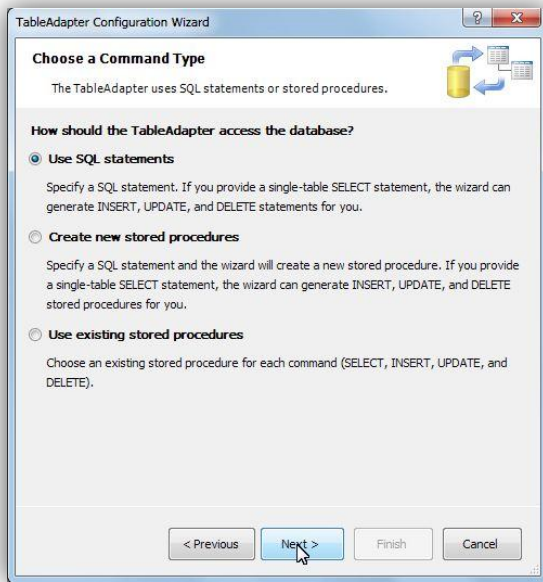 TableAdapter Configuration Wizard
Choose a Command Type
The TableAdapter uses SQL statements or stored procedures.
How should the TableAdapter access the database?
Use SQL statements
Specify a SQL statement. If you provide a single-table SELECT statement, the wizard can
generate INSERT, UPDATE, and DELETE statements for you.
Create new stored procedures
Specify a SQL statement and the wizard will create a new stored procedure. If you provide
a single-table SELECT statement, the wizard can generate INSERT, UPDATE, and DELETE
stored procedures for you.
Use existing stored procedures
Choose an existing stored procedure for each command (SELECT, INSERT, UPDATE, and
DELETE).
< Previous Next > Finish Cancel